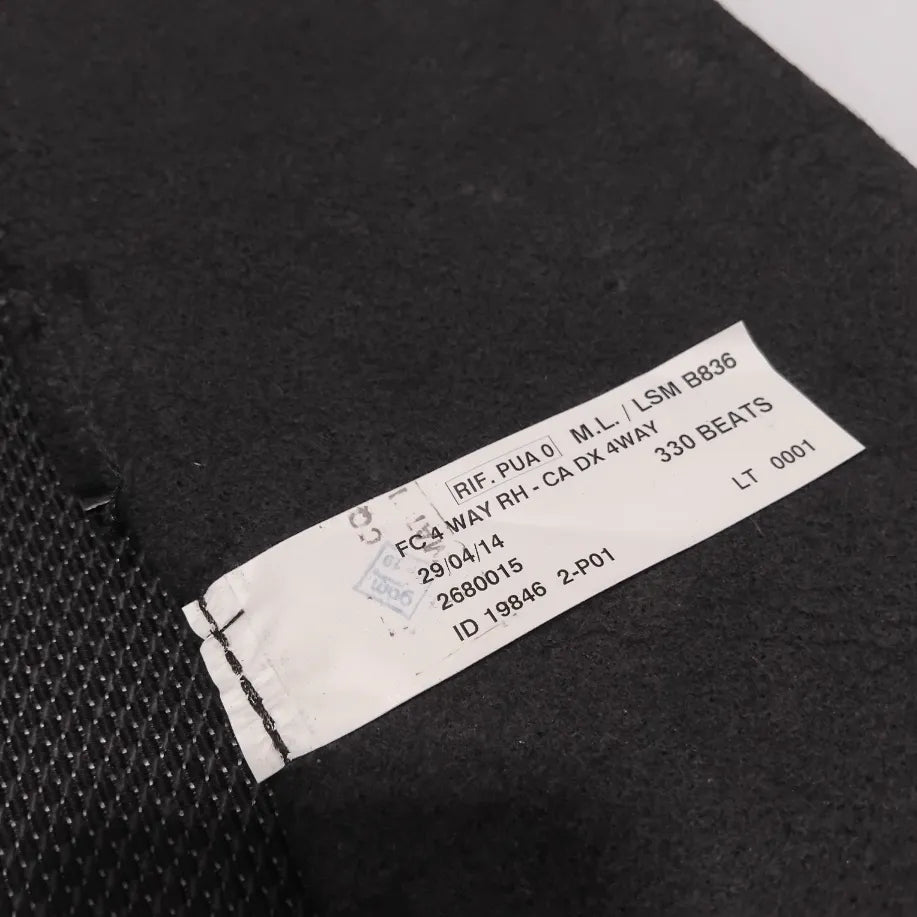 RIF. PUA 0 M.L. / LSM B836
FC 4 WAY RH - CA DX 4WAY 330 BEATS
29/04/14 LT 0001
2680015
ID 19846 2-P01